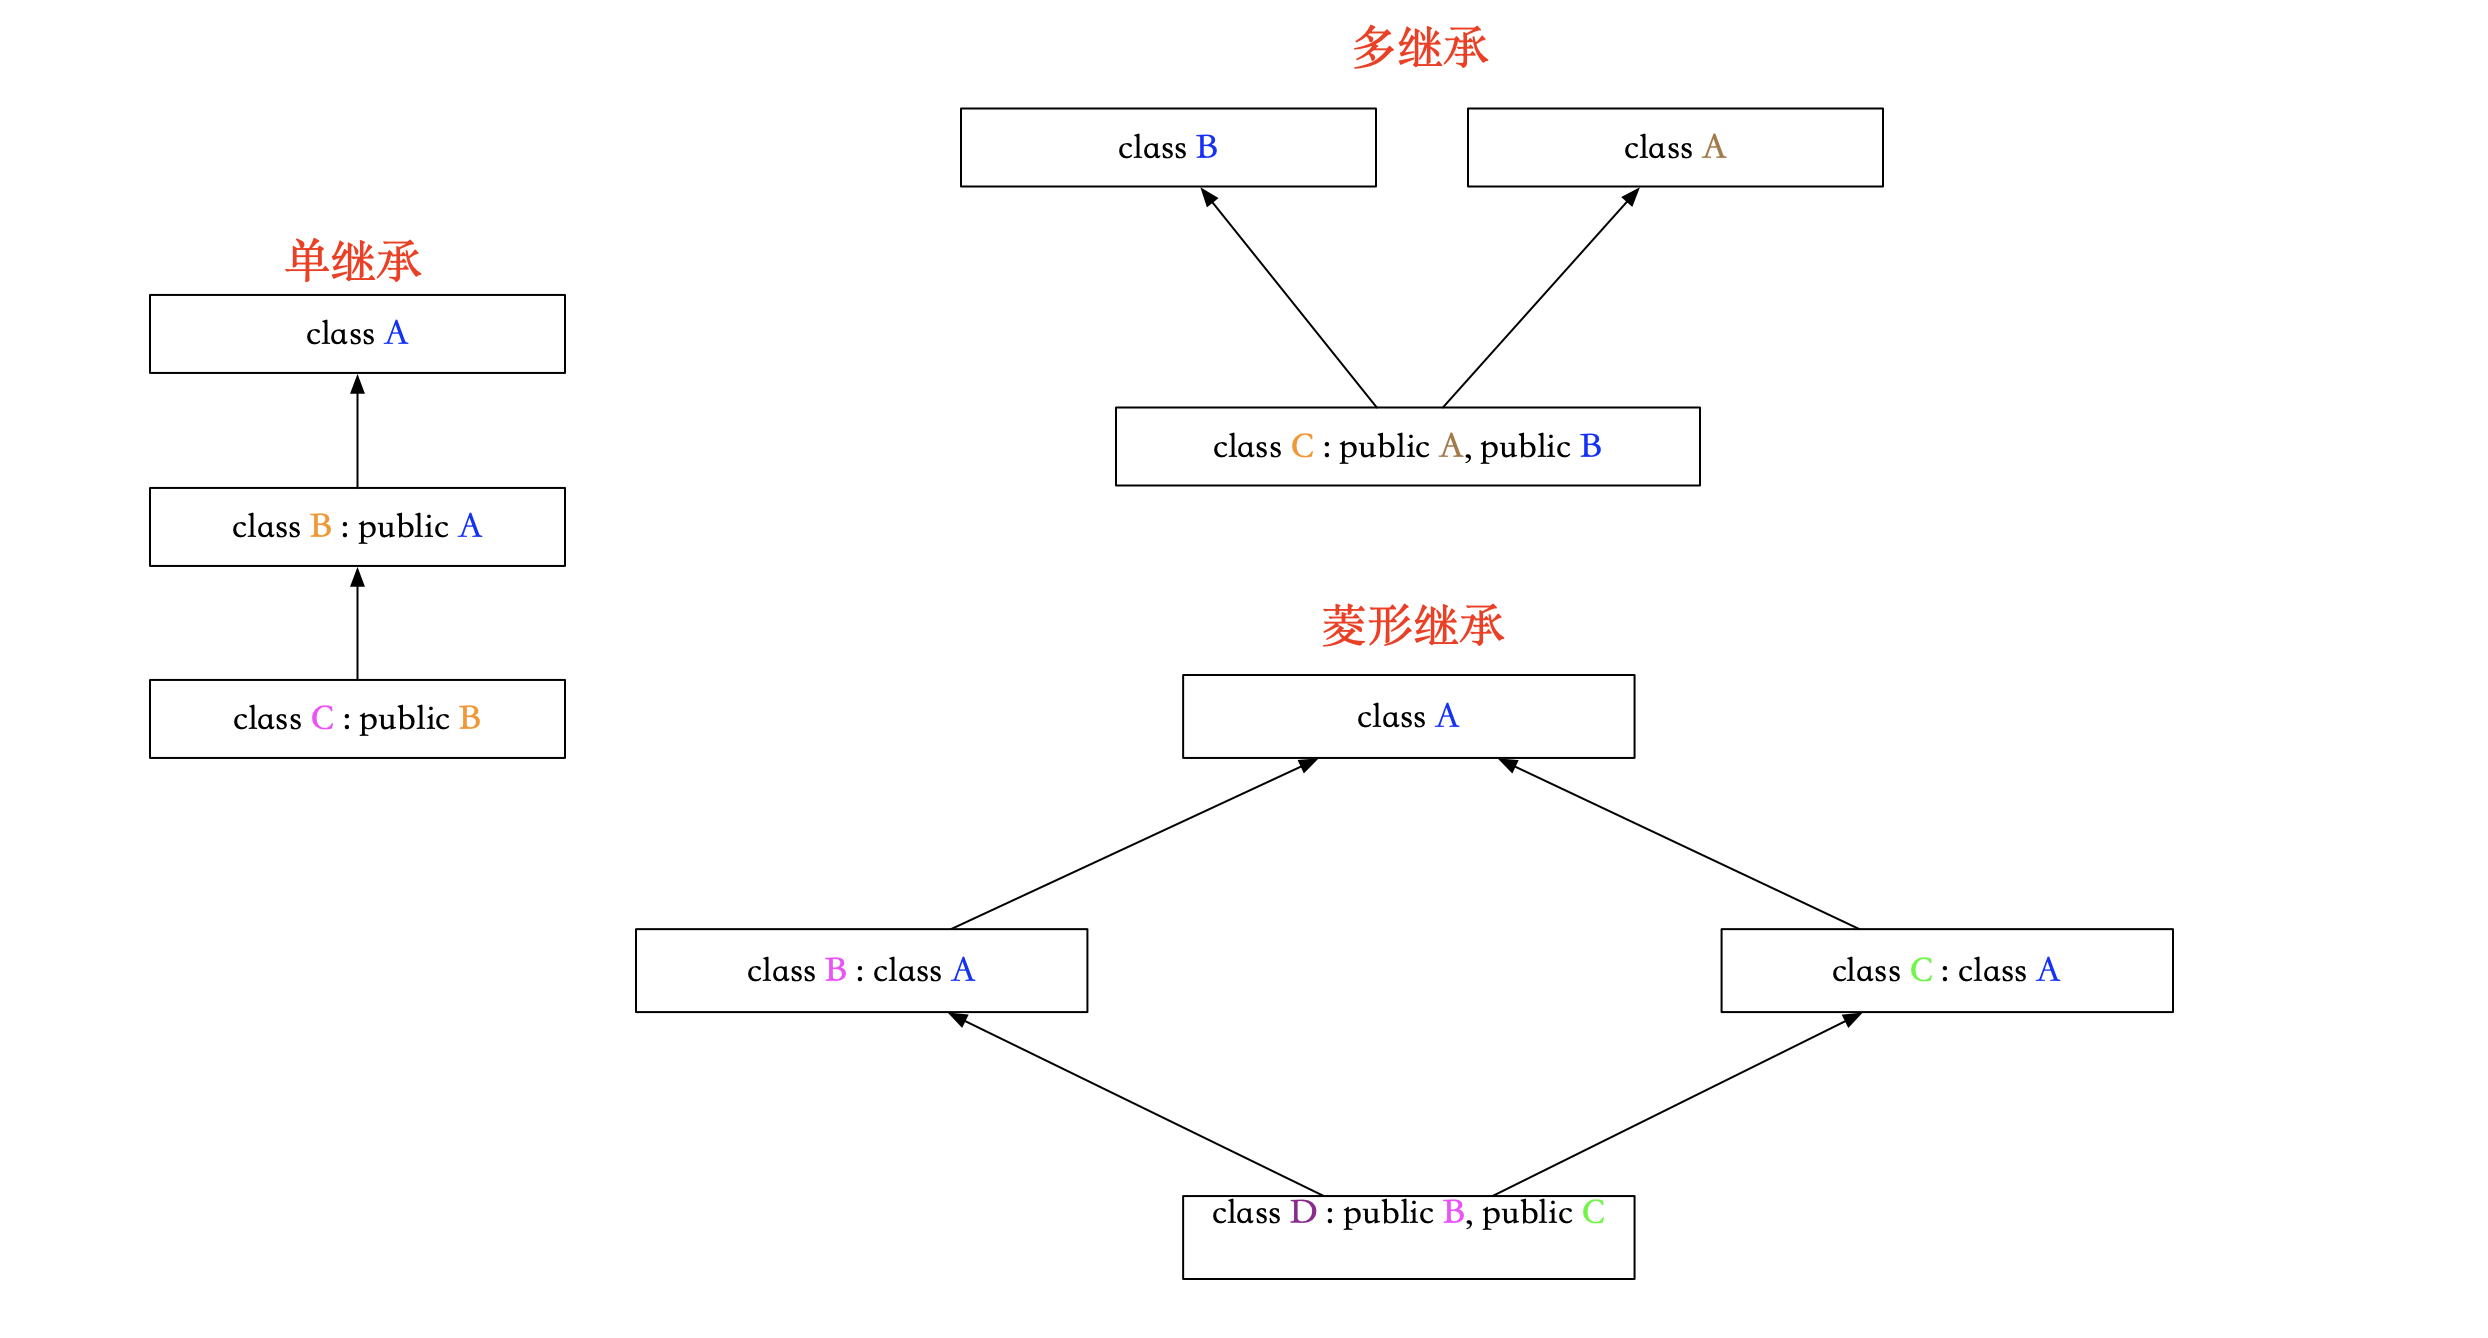 单继承
class A
class B : public A
class C : public B
多继承
class B
class A
class C : public A, public B
菱形继承
class A
class B : class A
class C : class A
class D : public B, public C